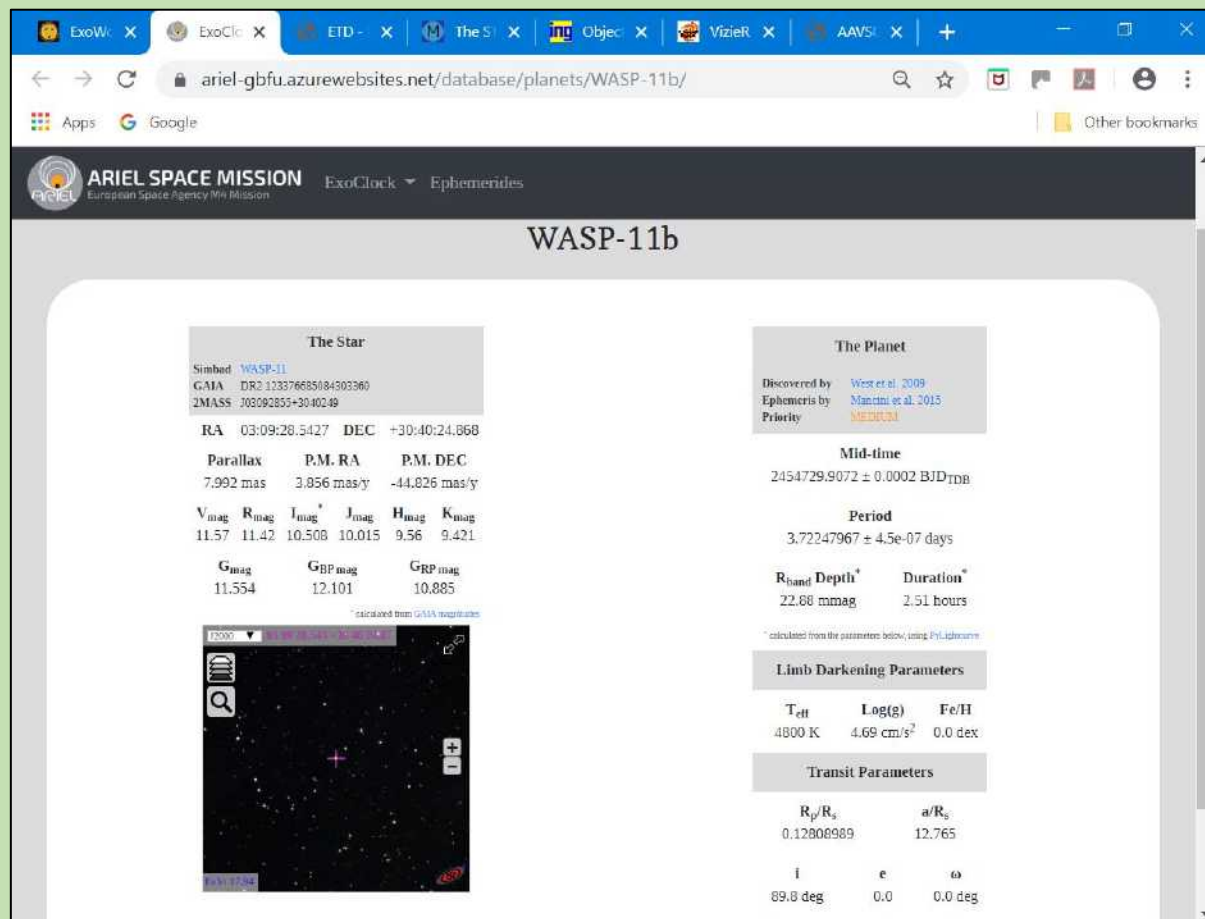 ExoWo
ExoClo
ETD -
The ST
ing Objec
VizieR
AAVSO
ariel-gbfu.azurewebsites.net/database/planets/WASP-11b/
Apps Google Other bookmarks
ARIEL SPACE MISSION
European Space Agency M4 Mission
ARIEL
ExoClock Ephemerides
WASP-11b
The Star
Simbad WASP-11
GAIA DR2 123376685084303360
2MASS J03092855+3040249
RA 03:09:28.5427 DEC +30:40:24.868
Parallax P.M. RA P.M. DEC
7.992 mas 3.856 mas/y -44.826 mas/y
Vmag Rmag Imag* Jmag Hmag Kmag
11.57 11.42 10.508 10.015 9.56 9.421
Gmag GBP mag GRP mag
11.554 12.101 10.885
* calculated from GAIA magnitudes
J2000
The Planet
Discovered by West et al. 2009
Ephemeris by Mancini et al. 2015
Priority MEDIUM
Mid-time
2454729.9072 ± 0.0002 BJDTDB
Period
3.72247967 ± 4.5e-07 days
Rband Depth* Duration*
22.88 mmag 2.51 hours
* calculated from the parameters below, using PyLightcurve
Limb Darkening Parameters
Teff Log(g) Fe/H
4800 K 4.69 cm/s2 0.0 dex
Transit Parameters
Rp/Rs a/Rs
0.12808989 12.765
i e ω
89.8 deg 0.0 0.0 deg